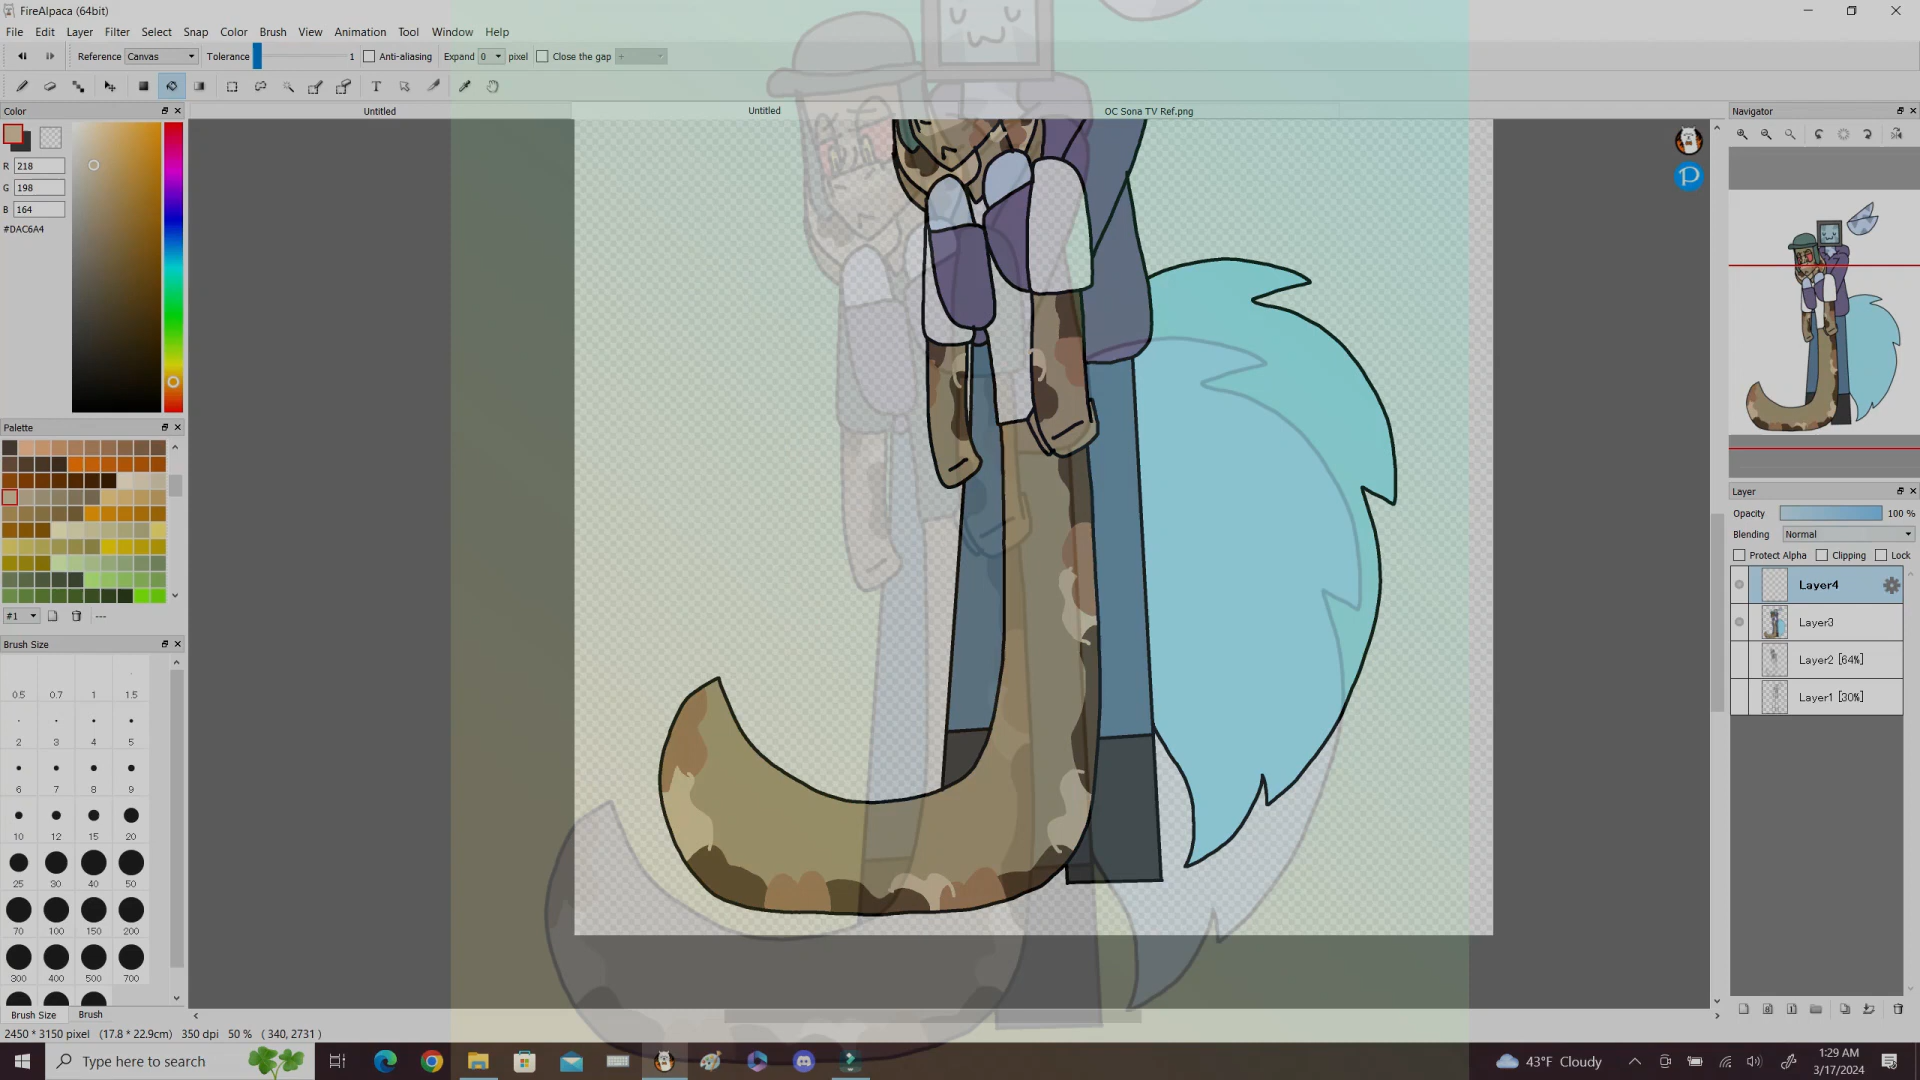 FireAlpaca (64bit)
File Edit Layer Filter Select Snap Color Brush View Animation Tool Window Help
Reference Canvas Tolerance 1 Anti-aliasing Expand 0 pixel Close the gap
Color
Untitled
Untitled
OC Sona TV Ref.png
Navigator
R 218
G 198
B 164
#DAC6A4
Palette
#1
---
Brush Size
0.5 0.7 1 1.5
2 3 4 5
6 7 8 9
10 12 15 20
25 30 40 50
70 100 150 200
300 400 500 700
Brush Size Brush
2450 * 3150 pixel (17.8 * 22.9cm) 350 dpi 50 % ( 340, 2731 )
Layer
Opacity 100 %
Blending Normal
Protect Alpha Clipping Lock
Layer4
Layer3
Layer2 [64%]
Layer1 [30%]
Type here to search
43°F Cloudy
1:29 AM
3/17/2024